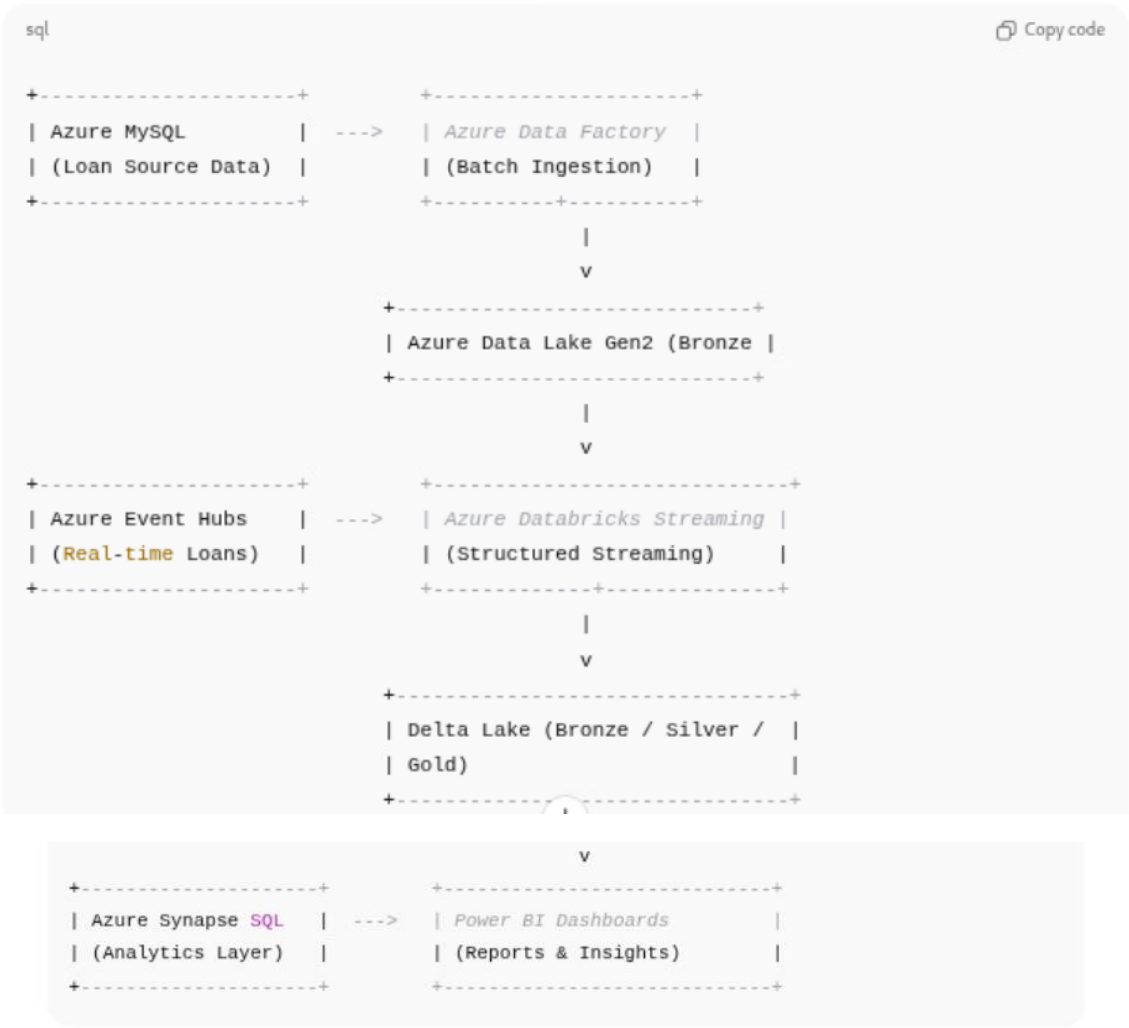 sql Copy code
+---------------------+ +---------------------+
| Azure MySQL | ---> | Azure Data Factory |
| (Loan Source Data) | | (Batch Ingestion) |
+---------------------+ +----------+----------+
|
v
+-----------------------------+
| Azure Data Lake Gen2 (Bronze |
+-----------------------------+
|
v
+---------------------+ +-----------------------------+
| Azure Event Hubs | ---> | Azure Databricks Streaming |
| (Real-time Loans) | | (Structured Streaming) |
+---------------------+ +-------------+--------------+
|
v
+--------------------------------+
| Delta Lake (Bronze / Silver / |
| Gold) |
+--------------------------------+
v
+---------------------+ +-----------------------------+
| Azure Synapse SQL | ---> | Power BI Dashboards |
| (Analytics Layer) | | (Reports & Insights) |
+---------------------+ +-----------------------------+